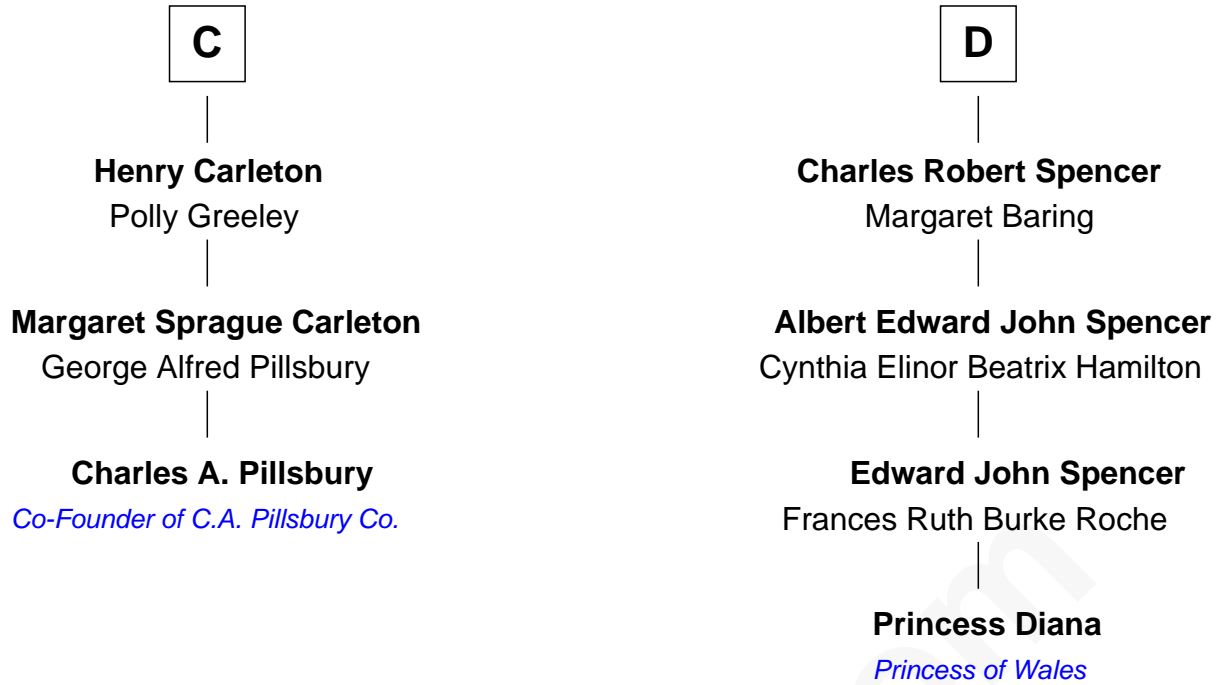 C
Henry Carleton
Polly Greeley
Margaret Sprague Carleton
George Alfred Pillsbury
Charles A. Pillsbury
Co-Founder of C.A. Pillsbury Co.
D
Charles Robert Spencer
Margaret Baring
Albert Edward John Spencer
Cynthia Elinor Beatrix Hamilton
Edward John Spencer
Frances Ruth Burke Roche
Princess Diana
Princess of Wales